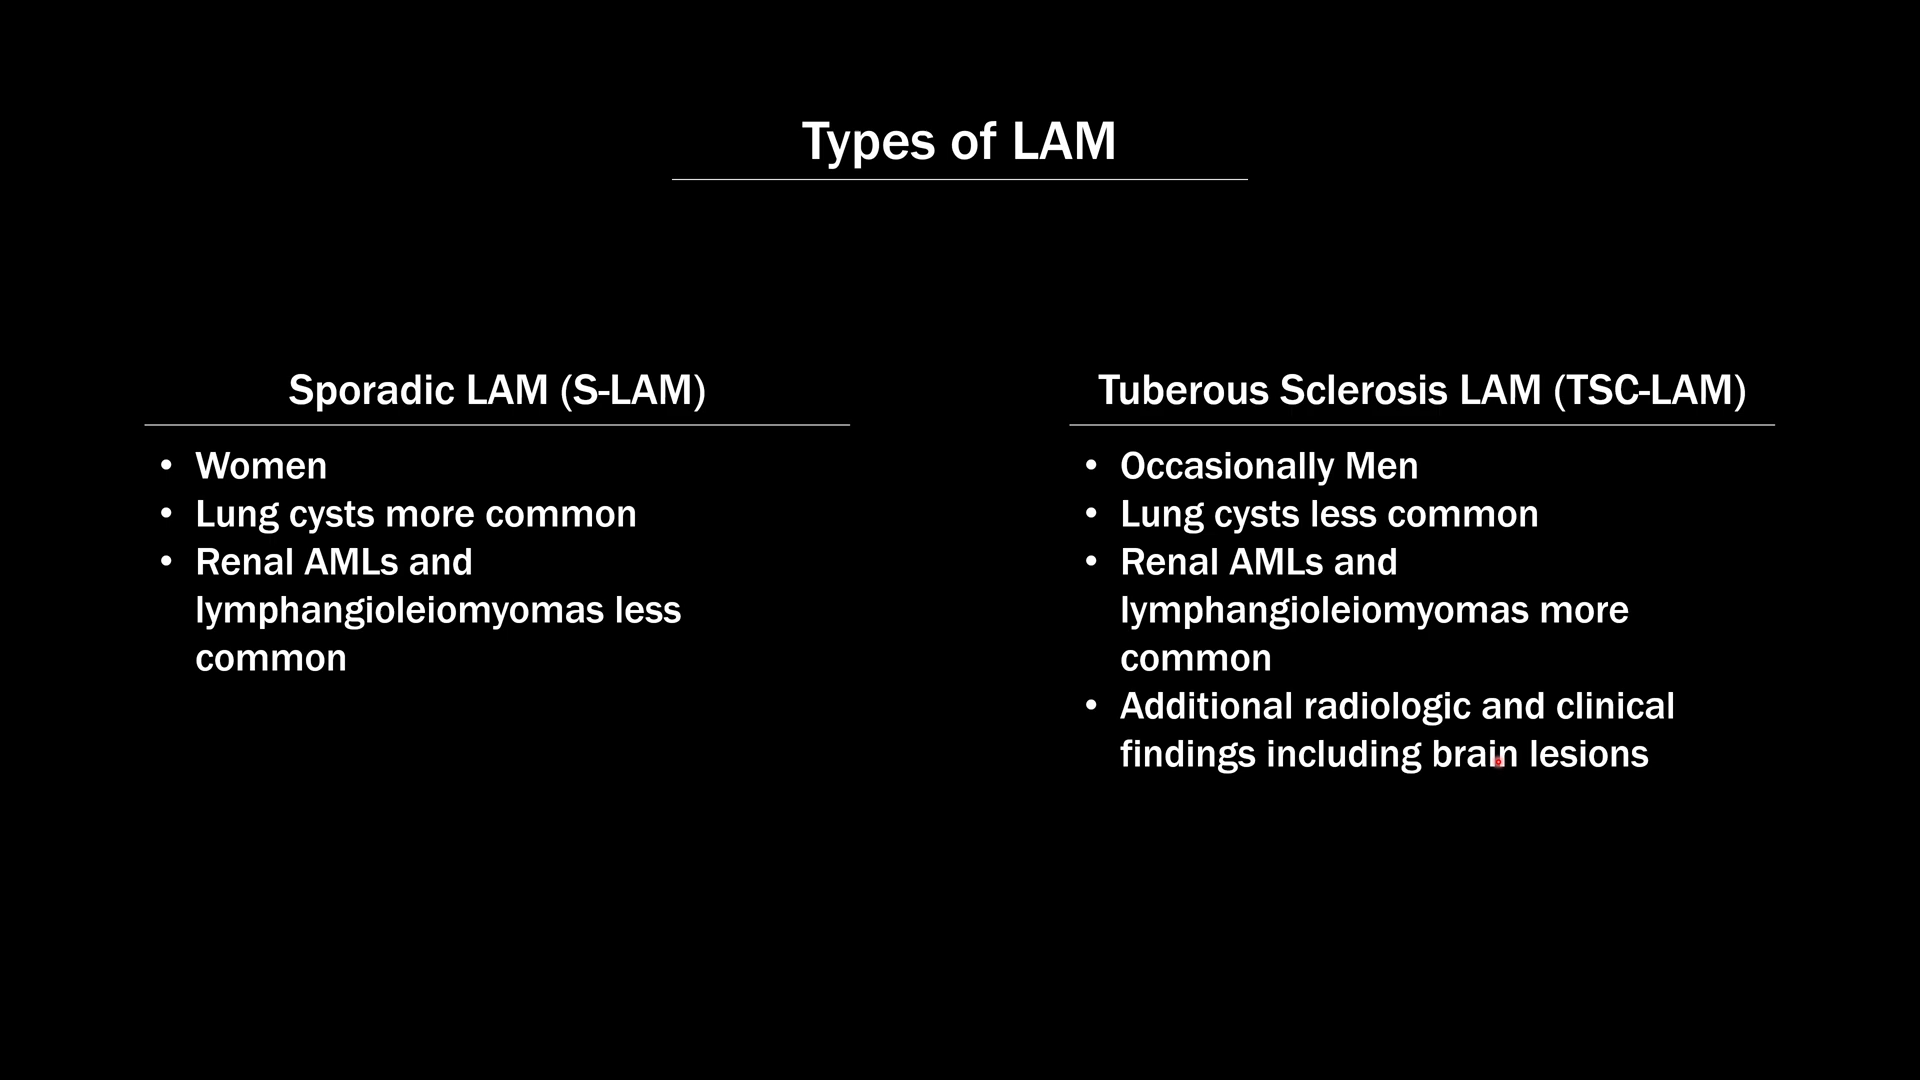 Types of LAM
Sporadic LAM (S-LAM)
• Women
• Lung cysts more common
• Renal AMLs and
lymphangioleiomyomas less
common
Tuberous Sclerosis LAM (TSC-LAM)
• Occasionally Men
• Lung cysts less common
• Renal AMLs and
lymphangioleiomyomas more
common
• Additional radiologic and clinical
findings including brain lesions